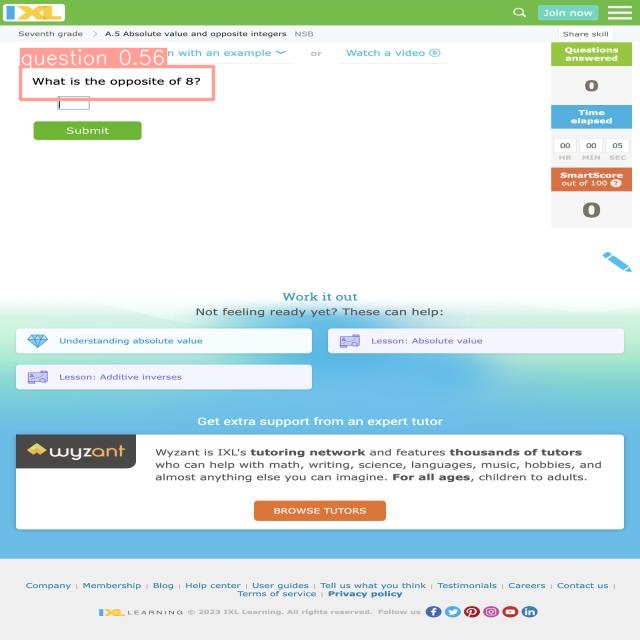 IXL
Join now
Seventh grade > A.5 Absolute value and opposite integers NSB
Share skill
question 0.56
n with an example
or
Watch a video
What is the opposite of 8?
Submit
Questions answered
0
Time elapsed
00 00 05
HR MIN SEC
SmartScore
out of 100 ?
0
Work it out
Not feeling ready yet? These can help:
Understanding absolute value
Lesson: Absolute value
Lesson: Additive inverses
Get extra support from an expert tutor
wyzant
Wyzant is IXL's tutoring network and features thousands of tutors
who can help with math, writing, science, languages, music, hobbies, and
almost anything else you can imagine. For all ages, children to adults.
BROWSE TUTORS
Company | Membership | Blog | Help center | User guides | Tell us what you think | Testimonials | Careers | Contact us |
Terms of service | Privacy policy
IXL LEARNING © 2023 IXL Learning. All rights reserved. Follow us